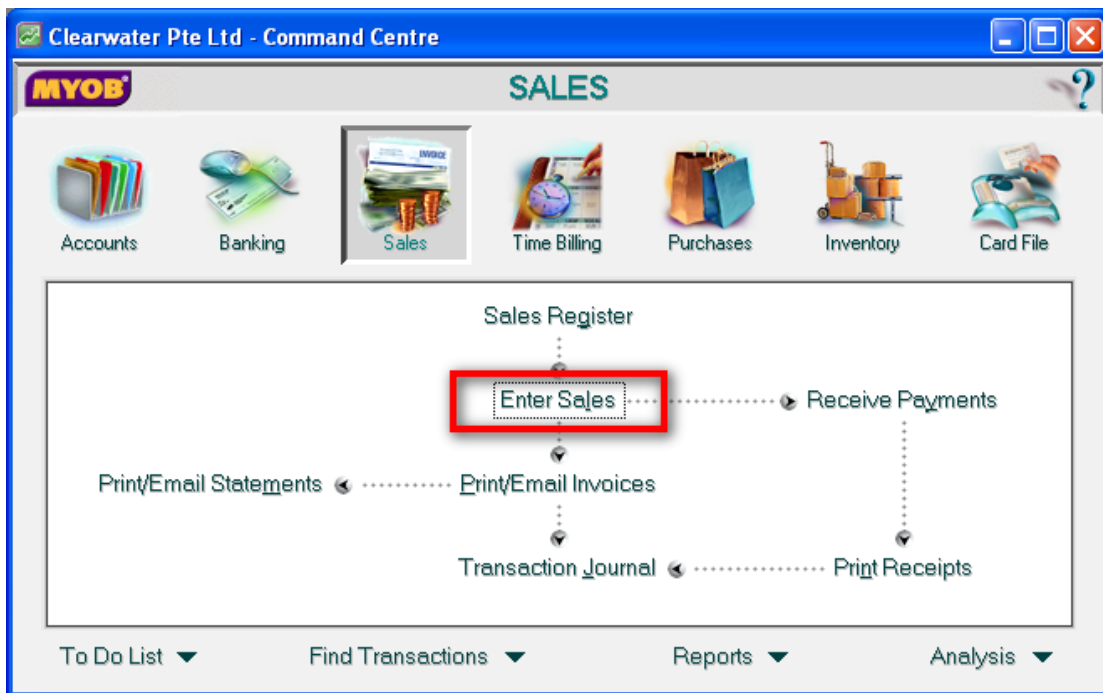 Clearwater Pte Ltd - Command Centre
MYOB
SALES
?
INVOICE
Accounts
Banking
Sales
Time Billing
Purchases
Inventory
Card File
Sales Register
Enter Sales
Receive Payments
Print/Email Statements
Print/Email Invoices
Transaction Journal
Print Receipts
To Do List
Find Transactions
Reports
Analysis